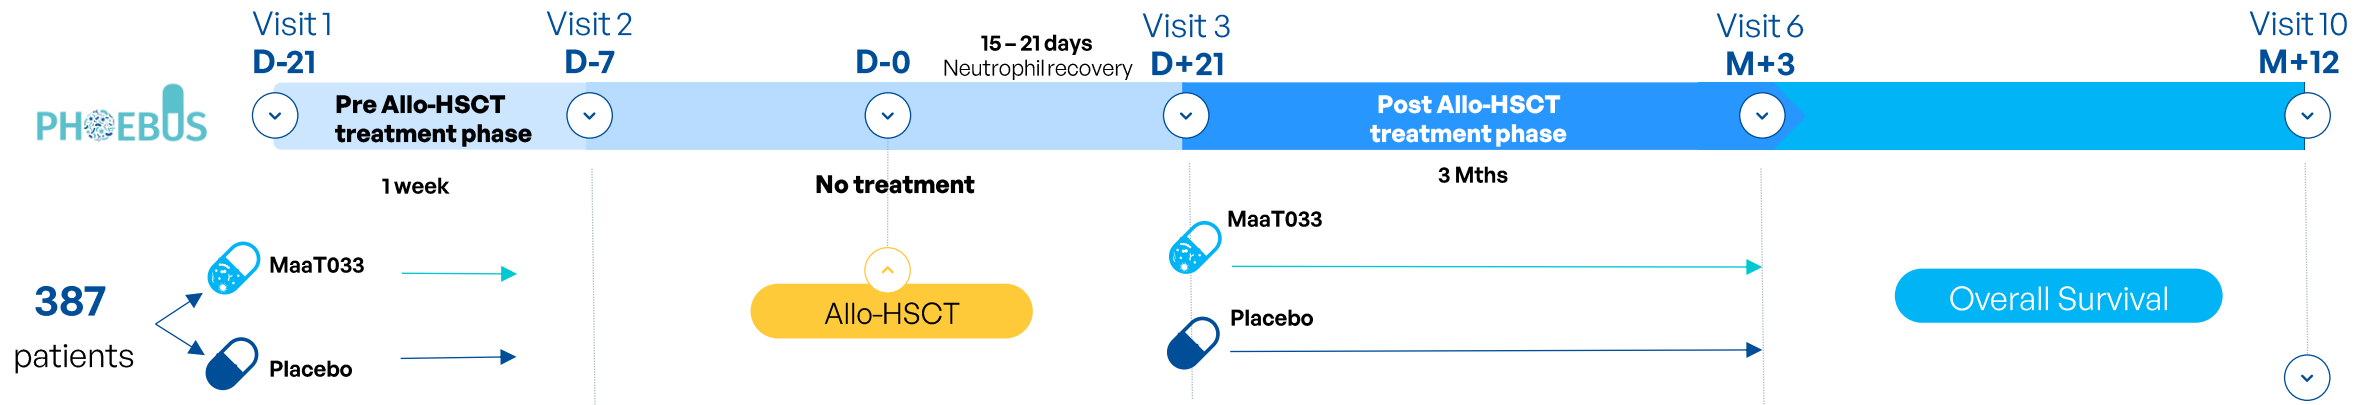 Visit 1
D-21
Visit 2
D-7
D-0
15 – 21 days
Neutrophil recovery
Visit 3
D+21
Visit 6
M+3
Visit 10
M+12
PHOEBUS
Pre Allo-HSCT
treatment phase
Post Allo-HSCT
treatment phase
1 week
No treatment
3 Mths
387
patients
MaaT033
Placebo
Allo-HSCT
MaaT033
Placebo
Overall Survival